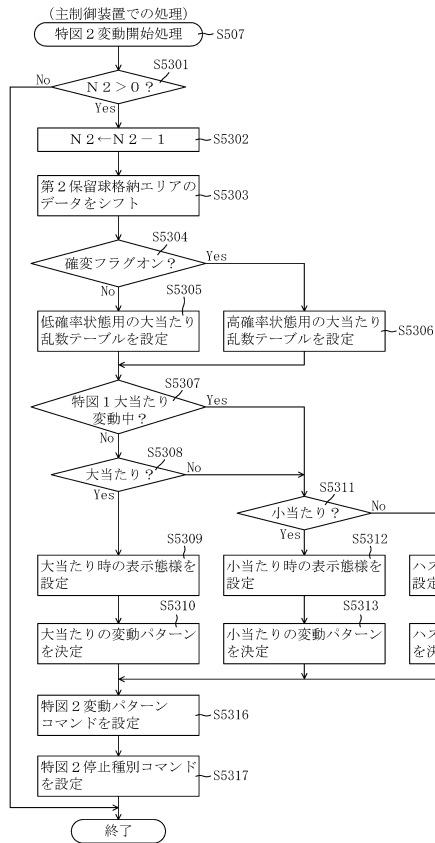 (主制御装置での処理)
特図２変動開始処理
S507
S5301
No
Ｎ２＞０？
Yes
Ｎ２←Ｎ２－１
S5302
第２保留球格納エリアの
データをシフト
S5303
S5304
確変フラグオン？
Yes
No
S5305
低確率状態用の大当たり
乱数テーブルを設定
高確率状態用の大当たり
乱数テーブルを設定
S5306
S5307
特図１大当たり
変動中？
Yes
No
S5308
大当たり？
No
Yes
S5311
小当たり？
No
Yes
S5309
大当たり時の表示態様を
設定
S5312
小当たり時の表示態様を
設定
ハズ
設定
S5310
大当たりの変動パターン
を決定
S5313
小当たりの変動パターン
を決定
ハズ
を決
特図２変動パターン
コマンドを設定
S5316
特図２停止種別コマンド
を設定
S5317
終了